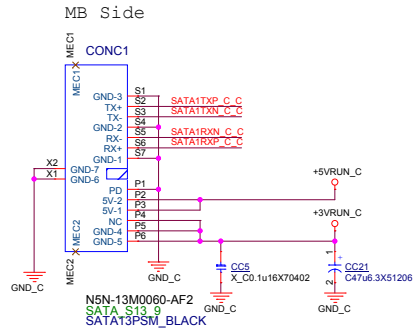 MB Side
MEC1
CONC1
MEC1
GND-3 S1
TX+ S2 SATA1TXP_C_C
TX- S3 SATA1TXN_C_C
GND-2 S4
RX- S5 SATA1RXN_C_C
RX+ S6 SATA1RXP_C_C
GND-1 S7
X2 GND-7
X1 GND-6
PD P1
5V-2 P2
5V-1 P3
NC P4
GND-4 P5
GND-5 P6
MEC2
MEC2
+5VRUN_C
+3VRUN_C
GND_C
GND_C
CC5
X_C0.1u16X70402
GND_C
1
+
CC21
C47u6.3X51206
2
GND_C
N5N-13M0060-AF2
SATA_S13_9
SATA13PSM_BLACK